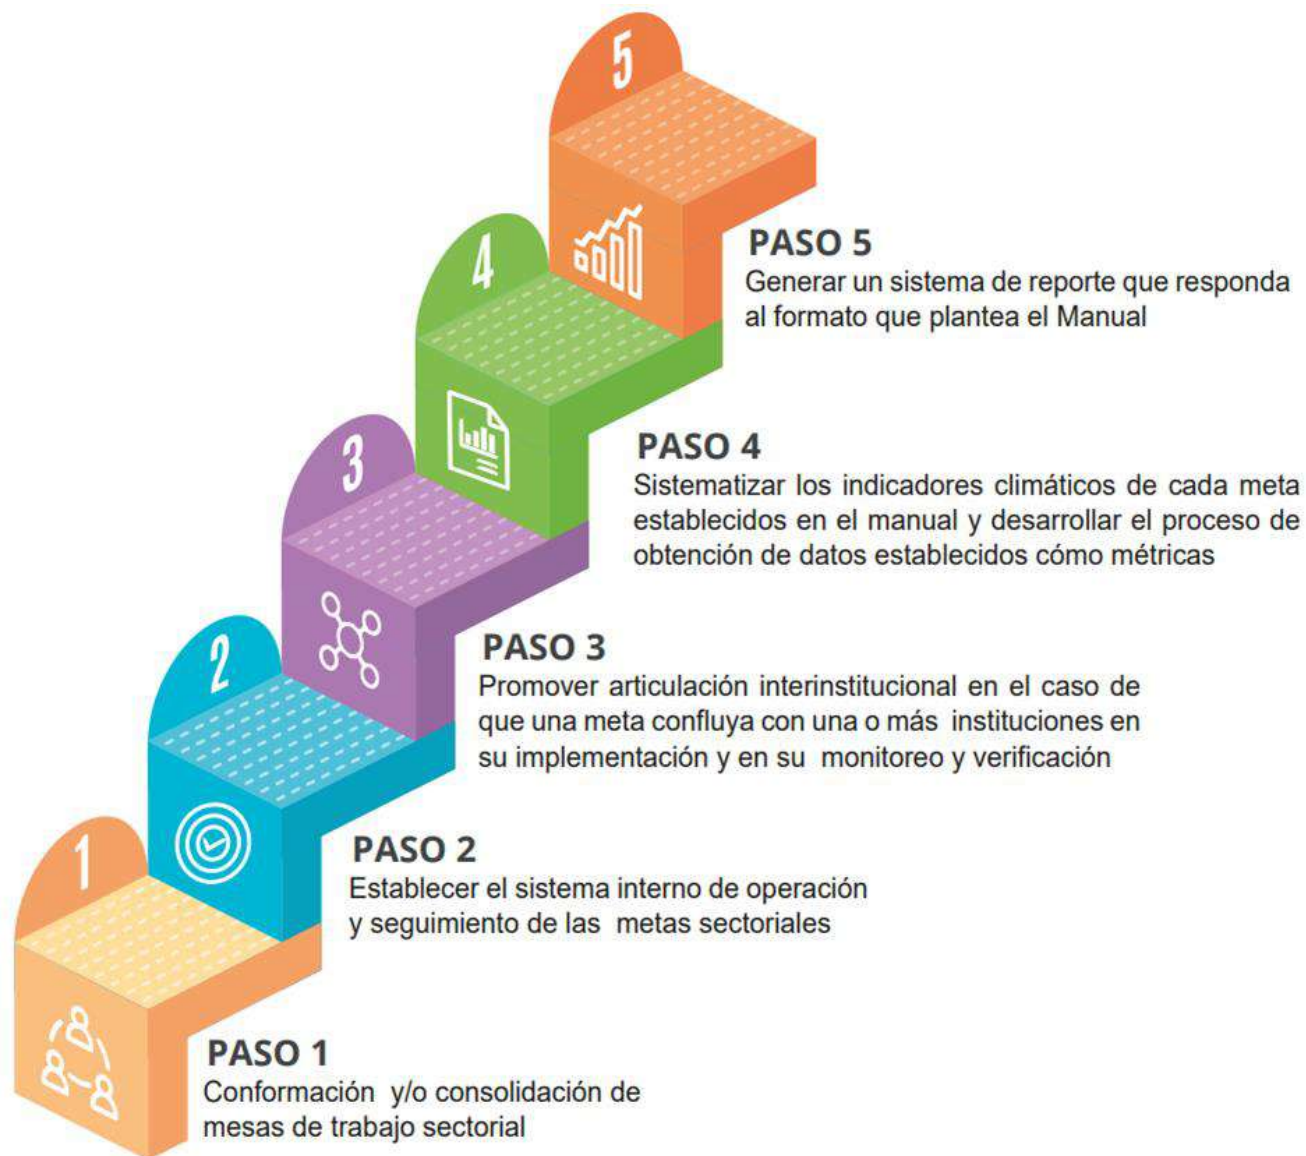 5
PASO 5
Generar un sistema de reporte que responda
al formato que plantea el Manual
4
PASO 4
Sistematizar los indicadores climáticos de cada meta
establecidos en el manual y desarrollar el proceso de
obtención de datos establecidos cómo métricas
3
PASO 3
Promover articulación interinstitucional en el caso de
que una meta confluya con una o más instituciones en
su implementación y en su monitoreo y verificación
2
PASO 2
Establecer el sistema interno de operación
y seguimiento de las metas sectoriales
1
PASO 1
Conformación y/o consolidación de
mesas de trabajo sectorial